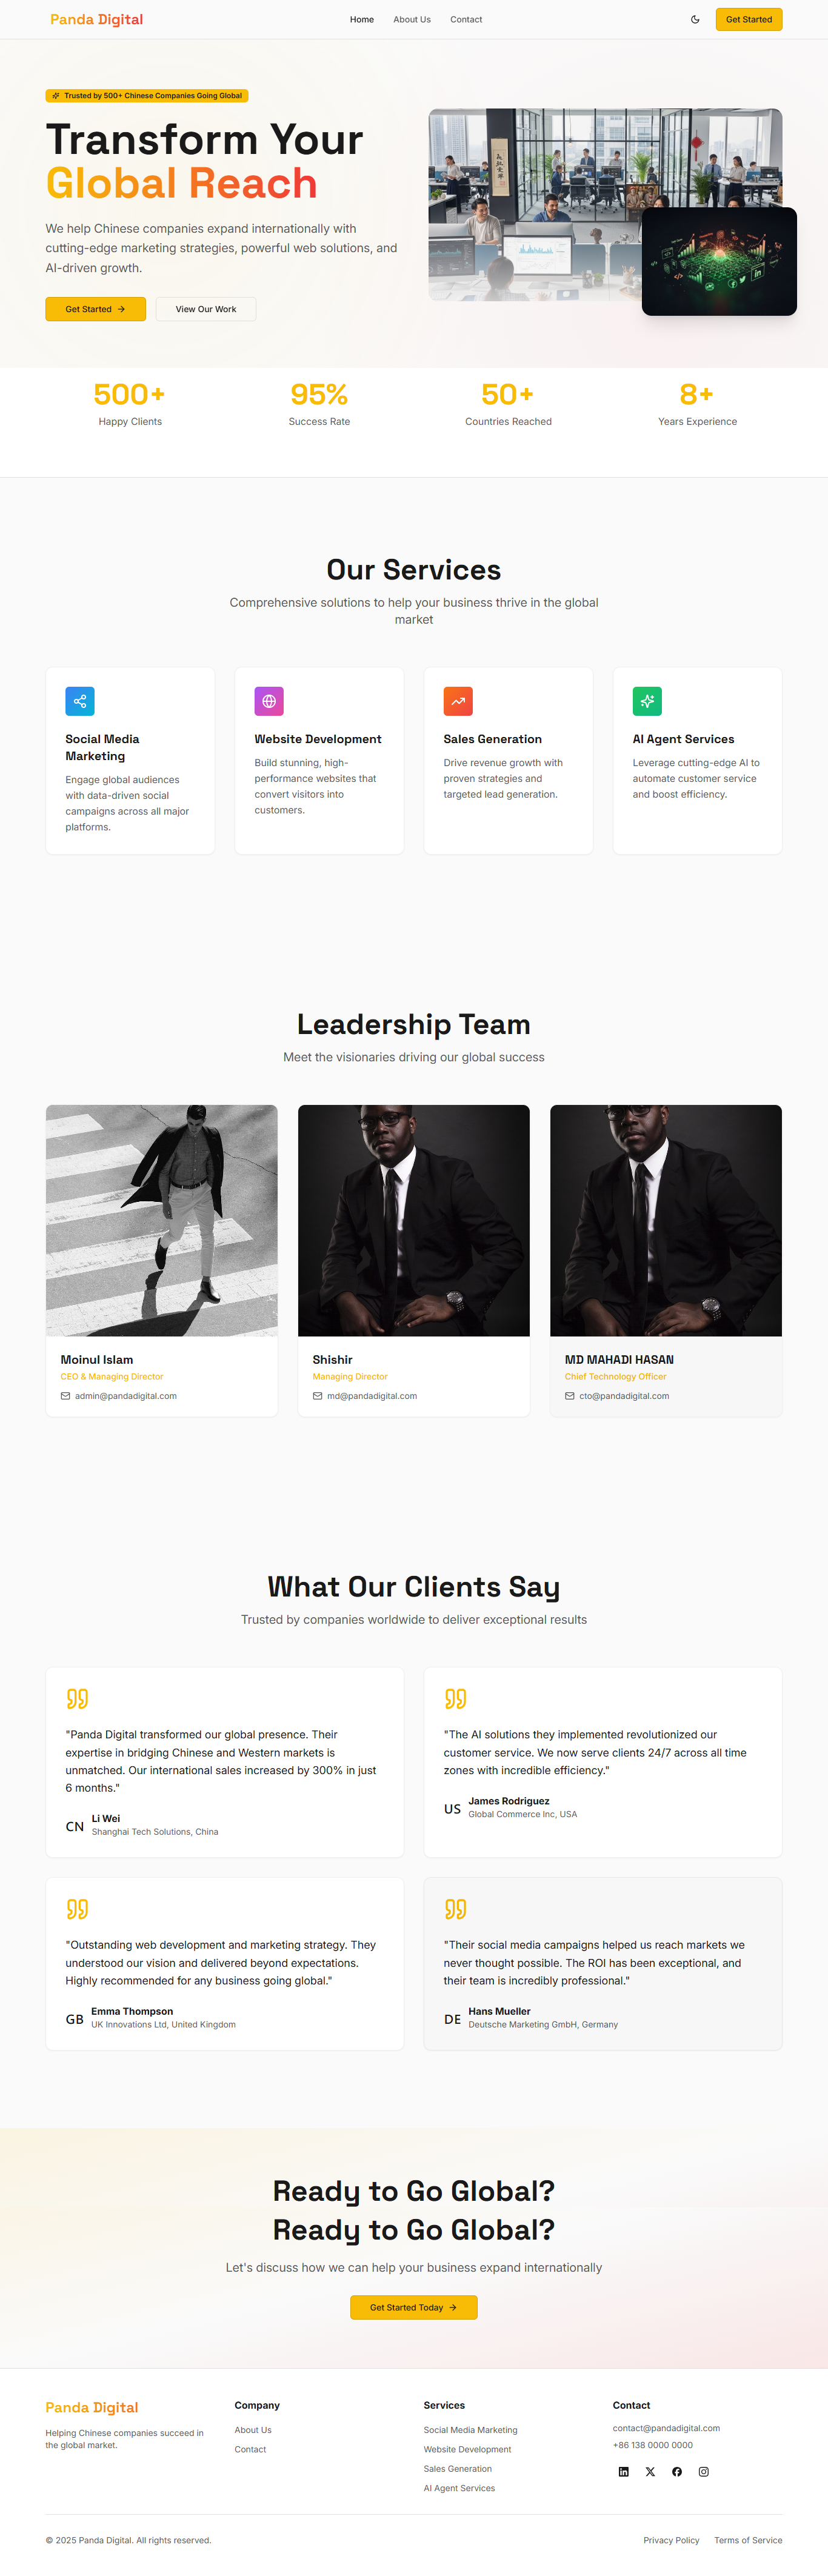 Panda Digital
Home
About Us
Contact
Get Started
Trusted by 500+ Chinese Companies Going Global
Transform Your
Global Reach
We help Chinese companies expand internationally with
cutting-edge marketing strategies, powerful web solutions, and
AI-driven growth.
Get Started
View Our Work
500+
Happy Clients
95%
Success Rate
50+
Countries Reached
8+
Years Experience
Our Services
Comprehensive solutions to help your business thrive in the global
market
Social Media
Marketing
Engage global audiences
with data-driven social
campaigns across all major
platforms.
Website Development
Build stunning, high-
performance websites that
convert visitors into
customers.
Sales Generation
Drive revenue growth with
proven strategies and
targeted lead generation.
AI Agent Services
Leverage cutting-edge AI to
automate customer service
and boost efficiency.
Leadership Team
Meet the visionaries driving our global success
Moinul Islam
CEO & Managing Director
admin@pandadigital.com
Shishir
Managing Director
md@pandadigital.com
MD MAHADI HASAN
Chief Technology Officer
cto@pandadigital.com
What Our Clients Say
Trusted by companies worldwide to deliver exceptional results
"Panda Digital transformed our global presence. Their
expertise in bridging Chinese and Western markets is
unmatched. Our international sales increased by 300% in just
6 months."
CN
Li Wei
Shanghai Tech Solutions, China
"The AI solutions they implemented revolutionized our
customer service. We now serve clients 24/7 across all time
zones with incredible efficiency."
US
James Rodriguez
Global Commerce Inc, USA
"Outstanding web development and marketing strategy. They
understood our vision and delivered beyond expectations.
Highly recommended for any business going global."
GB
Emma Thompson
UK Innovations Ltd, United Kingdom
"Their social media campaigns helped us reach markets we
never thought possible. The ROI has been exceptional, and
their team is incredibly professional."
DE
Hans Mueller
Deutsche Marketing GmbH, Germany
Ready to Go Global?
Ready to Go Global?
Let's discuss how we can help your business expand internationally
Get Started Today
Panda Digital
Helping Chinese companies succeed in
the global market.
Company
About Us
Contact
Services
Social Media Marketing
Website Development
Sales Generation
AI Agent Services
Contact
contact@pandadigital.com
+86 138 0000 0000
© 2025 Panda Digital. All rights reserved.
Privacy Policy
Terms of Service